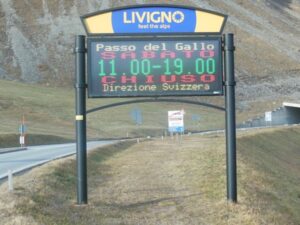 LIVIGNO
feel the alps
Passo del Gallo
SABATO
11.00-19.00
CHIUSO
Direzione Svizzera